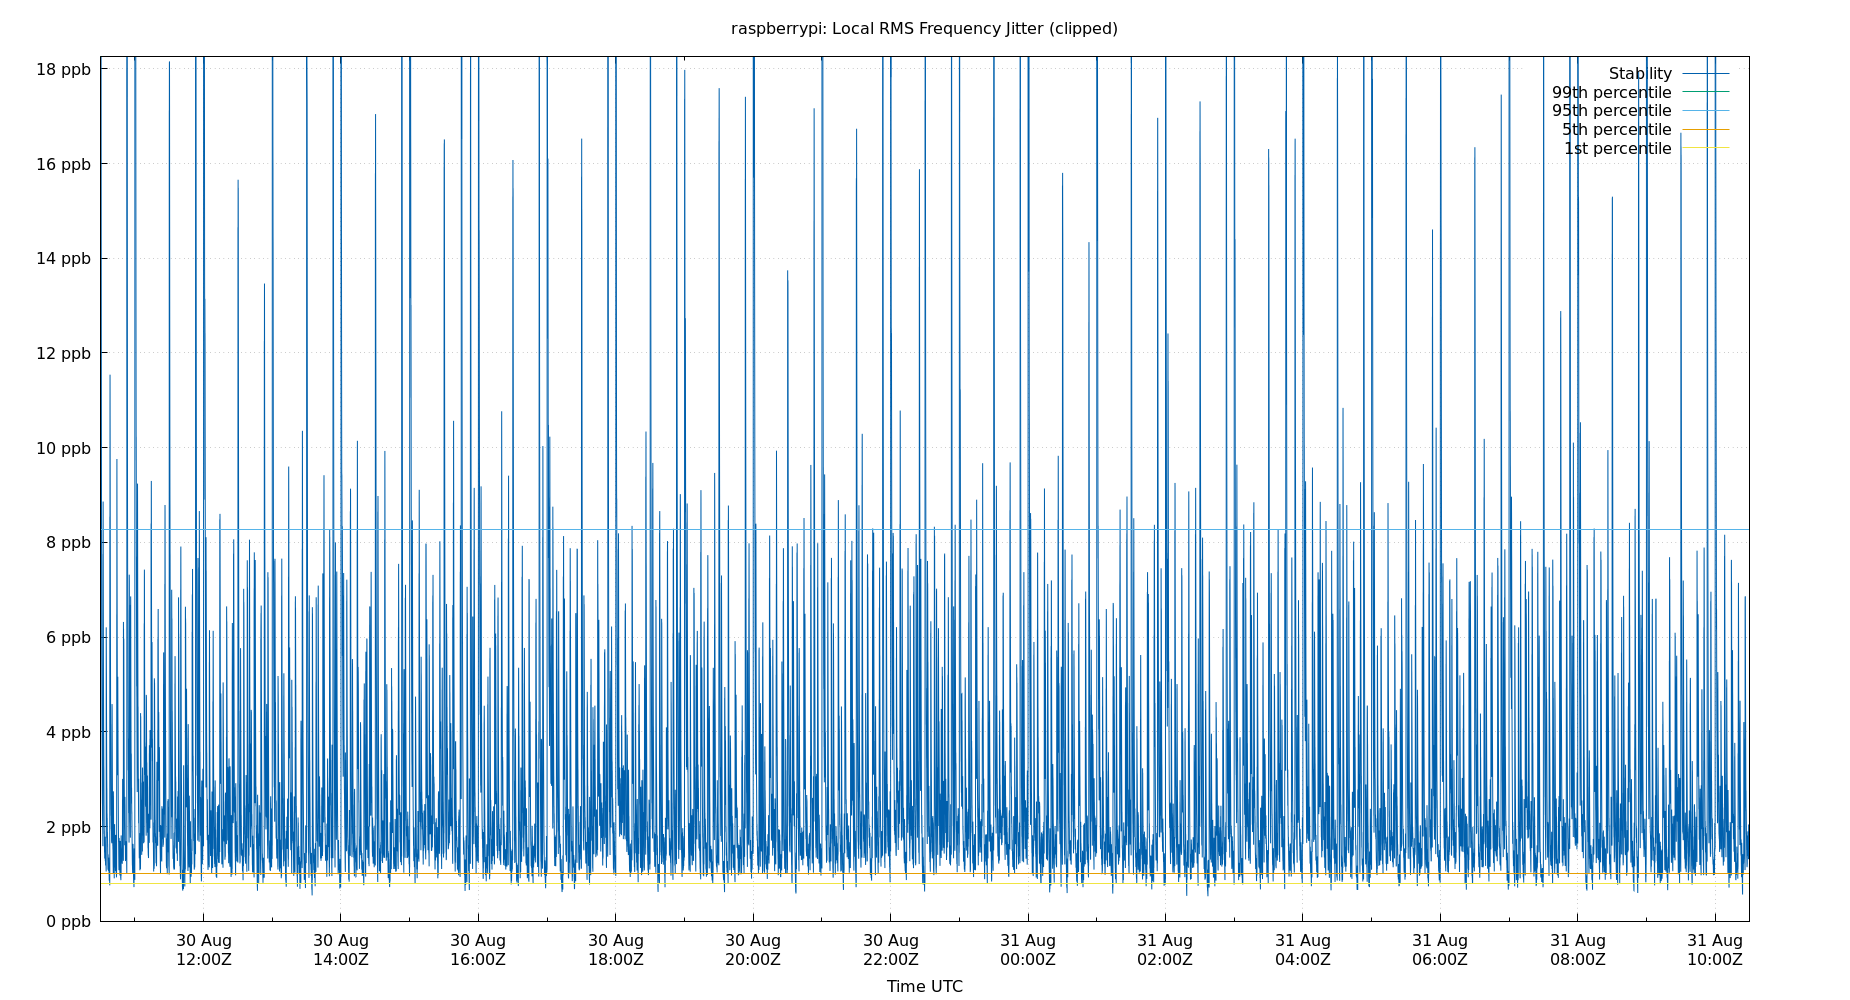 raspberrypi: Local RMS Frequency Jitter (clipped)
18 ppb
16 ppb
14 ppb
12 ppb
10 ppb
8 ppb
6 ppb
4 ppb
2 ppb
0 ppb
Stability
99th percentile
95th percentile
5th percentile
1st percentile
30 Aug 30 Aug 30 Aug 30 Aug 30 Aug 30 Aug 31 Aug 31 Aug 31 Aug 31 Aug 31 Aug 31 Aug
12:00Z 14:00Z 16:00Z 18:00Z 20:00Z 22:00Z 00:00Z 02:00Z 04:00Z 06:00Z 08:00Z 10:00Z
Time UTC